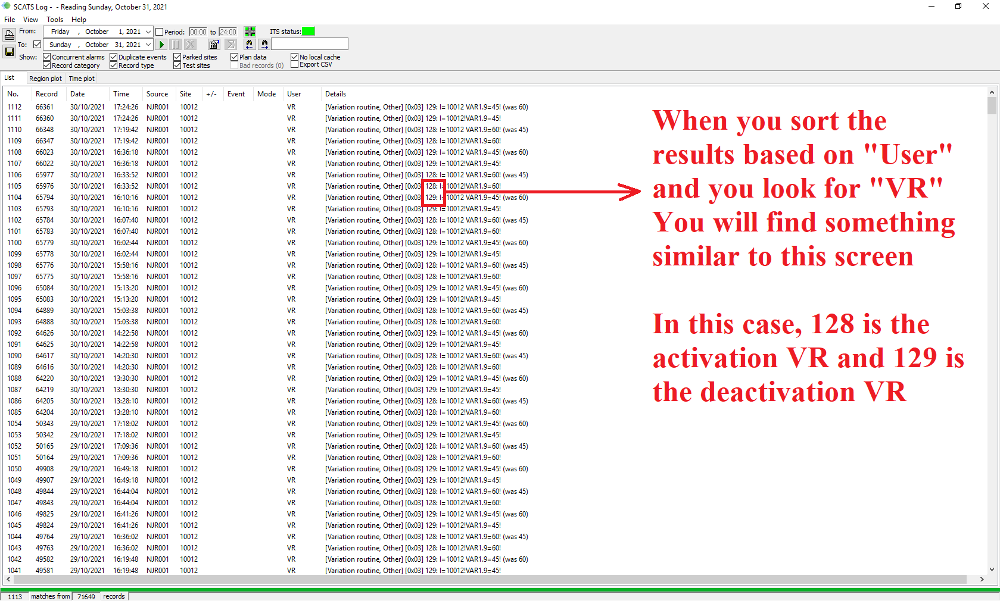 SCATS Log -  - Reading Sunday, October 31, 2021
File View Tools Help
From: Friday , October 1, 2021 Period: 00:00 to 24:00 ITS status:
To: Sunday , October 31, 2021
Show: Concurrent alarms Duplicate events Parked sites Plan data No local cache
Record category Record type Test sites Bad records (0) Export CSV
List Region plot Time plot
No. Record Date Time Source Site +/- Event Mode User Details
1112 66361 30/10/2021 17:24:26 NJR001 10012 VR [Variation routine, Other] [0x03] 129: I=10012 VAR1.9=45! (was 60)
1111 66360 30/10/2021 17:24:26 NJR001 10012 VR [Variation routine, Other] [0x03] 129: I=10012!VAR1.9=45!
1110 66348 30/10/2021 17:19:42 NJR001 10012 VR [Variation routine, Other] [0x03] 128: I=10012 VAR1.9=60! (was 45)
1109 66347 30/10/2021 17:19:42 NJR001 10012 VR [Variation routine, Other] [0x03] 128: I=10012!VAR1.9=60!
1108 66023 30/10/2021 16:36:18 NJR001 10012 VR [Variation routine, Other] [0x03] 129: I=10012 VAR1.9=45! (was 60)
1107 66022 30/10/2021 16:36:18 NJR001 10012 VR [Variation routine, Other] [0x03] 129: I=10012!VAR1.9=45!
1106 65977 30/10/2021 16:33:52 NJR001 10012 VR [Variation routine, Other] [0x03] 128: I=10012 VAR1.9=60! (was 45)
1105 65976 30/10/2021 16:33:52 NJR001 10012 VR [Variation routine, Other] [0x03] 128: I=10012!VAR1.9=60!
1104 65794 30/10/2021 16:10:16 NJR001 10012 VR [Variation routine, Other] [0x03] 129: I=10012 VAR1.9=45! (was 60)
1103 65793 30/10/2021 16:10:16 NJR001 10012 VR [Variation routine, Other] [0x03] 129: I=10012!VAR1.9=45!
1102 65784 30/10/2021 16:07:40 NJR001 10012 VR [Variation routine, Other] [0x03] 128: I=10012 VAR1.9=60! (was 45)
1101 65783 30/10/2021 16:07:40 NJR001 10012 VR [Variation routine, Other] [0x03] 128: I=10012!VAR1.9=60!
1100 65779 30/10/2021 16:02:44 NJR001 10012 VR [Variation routine, Other] [0x03] 129: I=10012 VAR1.9=45! (was 60)
1099 65778 30/10/2021 16:02:44 NJR001 10012 VR [Variation routine, Other] [0x03] 129: I=10012!VAR1.9=45!
1098 65776 30/10/2021 15:58:16 NJR001 10012 VR [Variation routine, Other] [0x03] 128: I=10012 VAR1.9=60! (was 45)
1097 65775 30/10/2021 15:58:16 NJR001 10012 VR [Variation routine, Other] [0x03] 128: I=10012!VAR1.9=60!
1096 65084 30/10/2021 15:13:20 NJR001 10012 VR [Variation routine, Other] [0x03] 129: I=10012 VAR1.9=45! (was 60)
1095 65083 30/10/2021 15:13:20 NJR001 10012 VR [Variation routine, Other] [0x03] 129: I=10012!VAR1.9=45!
1094 64889 30/10/2021 15:03:38 NJR001 10012 VR [Variation routine, Other] [0x03] 128: I=10012 VAR1.9=60! (was 45)
1093 64888 30/10/2021 15:03:38 NJR001 10012 VR [Variation routine, Other] [0x03] 128: I=10012!VAR1.9=60!
1092 64626 30/10/2021 14:22:58 NJR001 10012 VR [Variation routine, Other] [0x03] 129: I=10012 VAR1.9=45! (was 60)
1091 64625 30/10/2021 14:22:58 NJR001 10012 VR [Variation routine, Other] [0x03] 129: I=10012!VAR1.9=45!
1090 64617 30/10/2021 14:20:30 NJR001 10012 VR [Variation routine, Other] [0x03] 128: I=10012 VAR1.9=60! (was 45)
1089 64616 30/10/2021 14:20:30 NJR001 10012 VR [Variation routine, Other] [0x03] 128: I=10012!VAR1.9=60!
1088 64220 30/10/2021 13:30:30 NJR001 10012 VR [Variation routine, Other] [0x03] 129: I=10012 VAR1.9=45! (was 60)
1087 64219 30/10/2021 13:30:30 NJR001 10012 VR [Variation routine, Other] [0x03] 129: I=10012!VAR1.9=45!
1086 64205 30/10/2021 13:28:10 NJR001 10012 VR [Variation routine, Other] [0x03] 128: I=10012 VAR1.9=60! (was 45)
1085 64204 30/10/2021 13:28:10 NJR001 10012 VR [Variation routine, Other] [0x03] 128: I=10012!VAR1.9=60!
1054 50343 29/10/2021 17:18:02 NJR001 10012 VR [Variation routine, Other] [0x03] 129: I=10012 VAR1.9=45! (was 60)
1053 50342 29/10/2021 17:18:02 NJR001 10012 VR [Variation routine, Other] [0x03] 129: I=10012!VAR1.9=45!
1052 50165 29/10/2021 17:09:36 NJR001 10012 VR [Variation routine, Other] [0x03] 128: I=10012 VAR1.9=60! (was 45)
1051 50164 29/10/2021 17:09:36 NJR001 10012 VR [Variation routine, Other] [0x03] 128: I=10012!VAR1.9=60!
1050 49908 29/10/2021 16:49:18 NJR001 10012 VR [Variation routine, Other] [0x03] 129: I=10012 VAR1.9=45! (was 60)
1049 49907 29/10/2021 16:49:18 NJR001 10012 VR [Variation routine, Other] [0x03] 129: I=10012!VAR1.9=45!
1048 49844 29/10/2021 16:44:04 NJR001 10012 VR [Variation routine, Other] [0x03] 128: I=10012 VAR1.9=60! (was 45)
1047 49843 29/10/2021 16:44:04 NJR001 10012 VR [Variation routine, Other] [0x03] 128: I=10012!VAR1.9=60!
1046 49825 29/10/2021 16:41:26 NJR001 10012 VR [Variation routine, Other] [0x03] 129: I=10012 VAR1.9=45! (was 60)
1045 49824 29/10/2021 16:41:26 NJR001 10012 VR [Variation routine, Other] [0x03] 129: I=10012!VAR1.9=45!
1044 49764 29/10/2021 16:36:02 NJR001 10012 VR [Variation routine, Other] [0x03] 128: I=10012 VAR1.9=60! (was 45)
1043 49763 29/10/2021 16:36:02 NJR001 10012 VR [Variation routine, Other] [0x03] 128: I=10012!VAR1.9=60!
1042 49582 29/10/2021 16:19:48 NJR001 10012 VR [Variation routine, Other] [0x03] 129: I=10012 VAR1.9=45! (was 60)
1041 49581 29/10/2021 16:19:48 NJR001 10012 VR [Variation routine, Other] [0x03] 129: I=10012!VAR1.9=45!
When you sort the
results based on "User"
and you look for "VR"
You will find something
similar to this screen
In this case, 128 is the
activation VR and 129 is
the deactivation VR
1113 matches from 71649 records